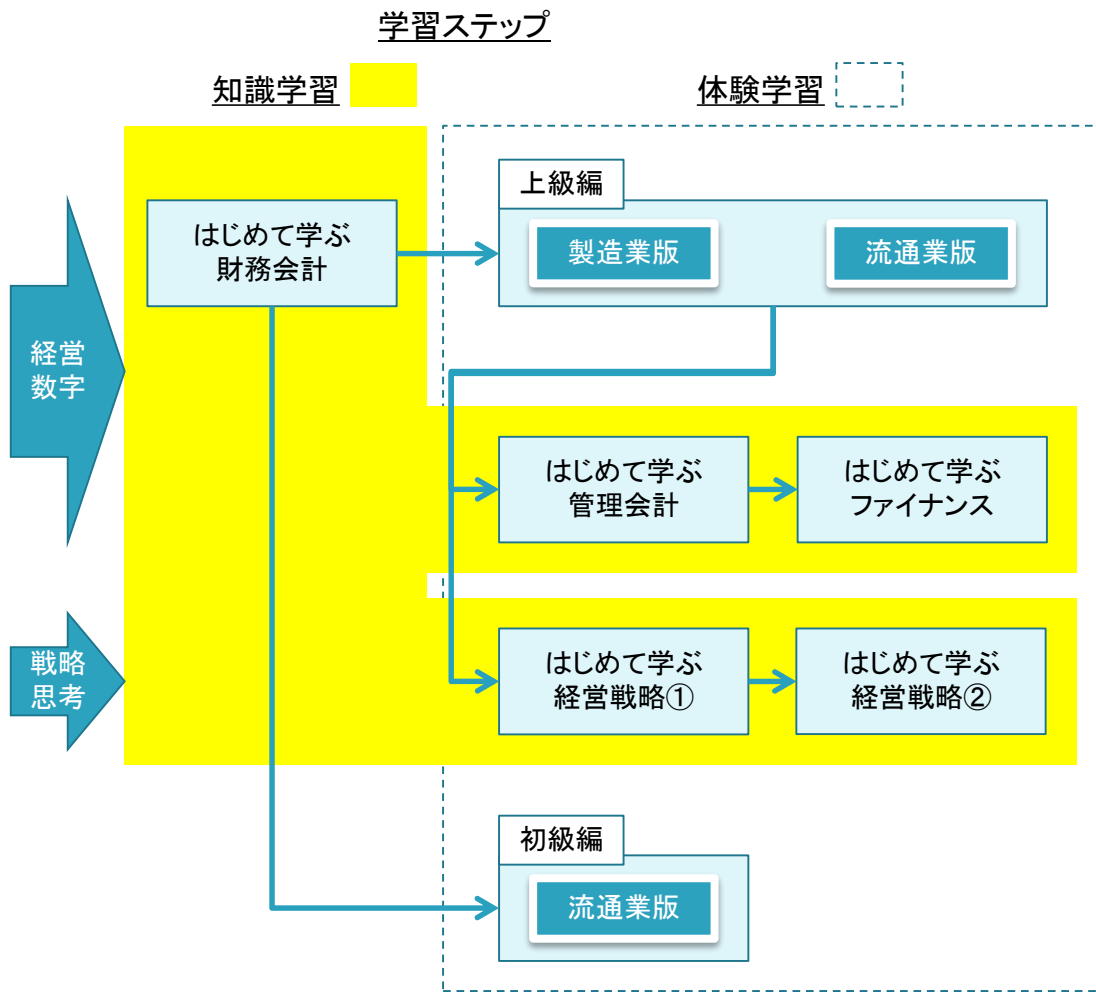 学習ステップ
知識学習
体験学習
上級編
はじめて学ぶ
財務会計
製造業版
流通業版
経営
数字
はじめて学ぶ
管理会計
はじめて学ぶ
ファイナンス
戦略
思考
はじめて学ぶ
経営戦略①
はじめて学ぶ
経営戦略②
初級編
流通業版